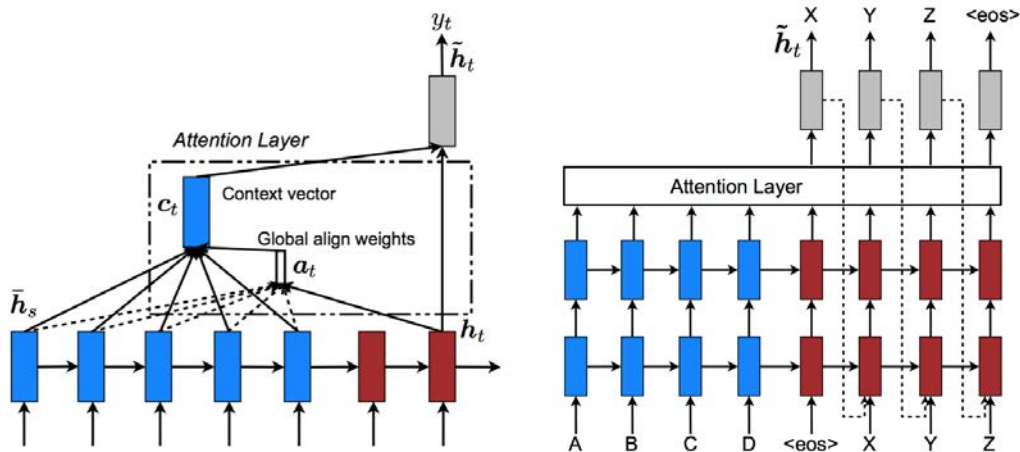 y_t
h̃_t
Attention Layer
c_t
Context vector
Global align weights
a_t
h̄_s
h_t
X Y Z <eos>
h̃_t
Attention Layer
A B C D <eos> X Y Z